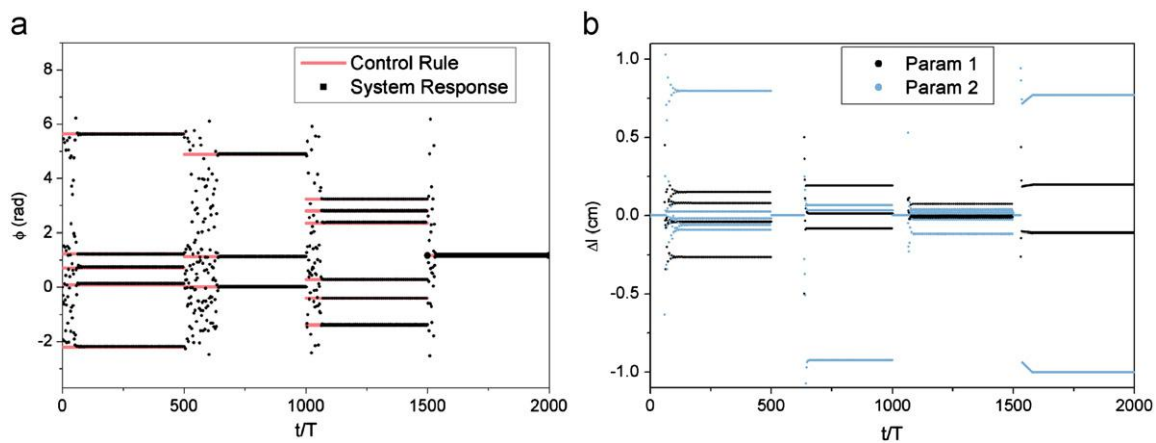 a
8
6
4
2
0
-2
ϕ (rad)
Control Rule
System Response
0
500
1000
1500
2000
t/T
b
1.0
0.5
0.0
-0.5
-1.0
Δl (cm)
Param 1
Param 2
0
500
1000
1500
2000
t/T